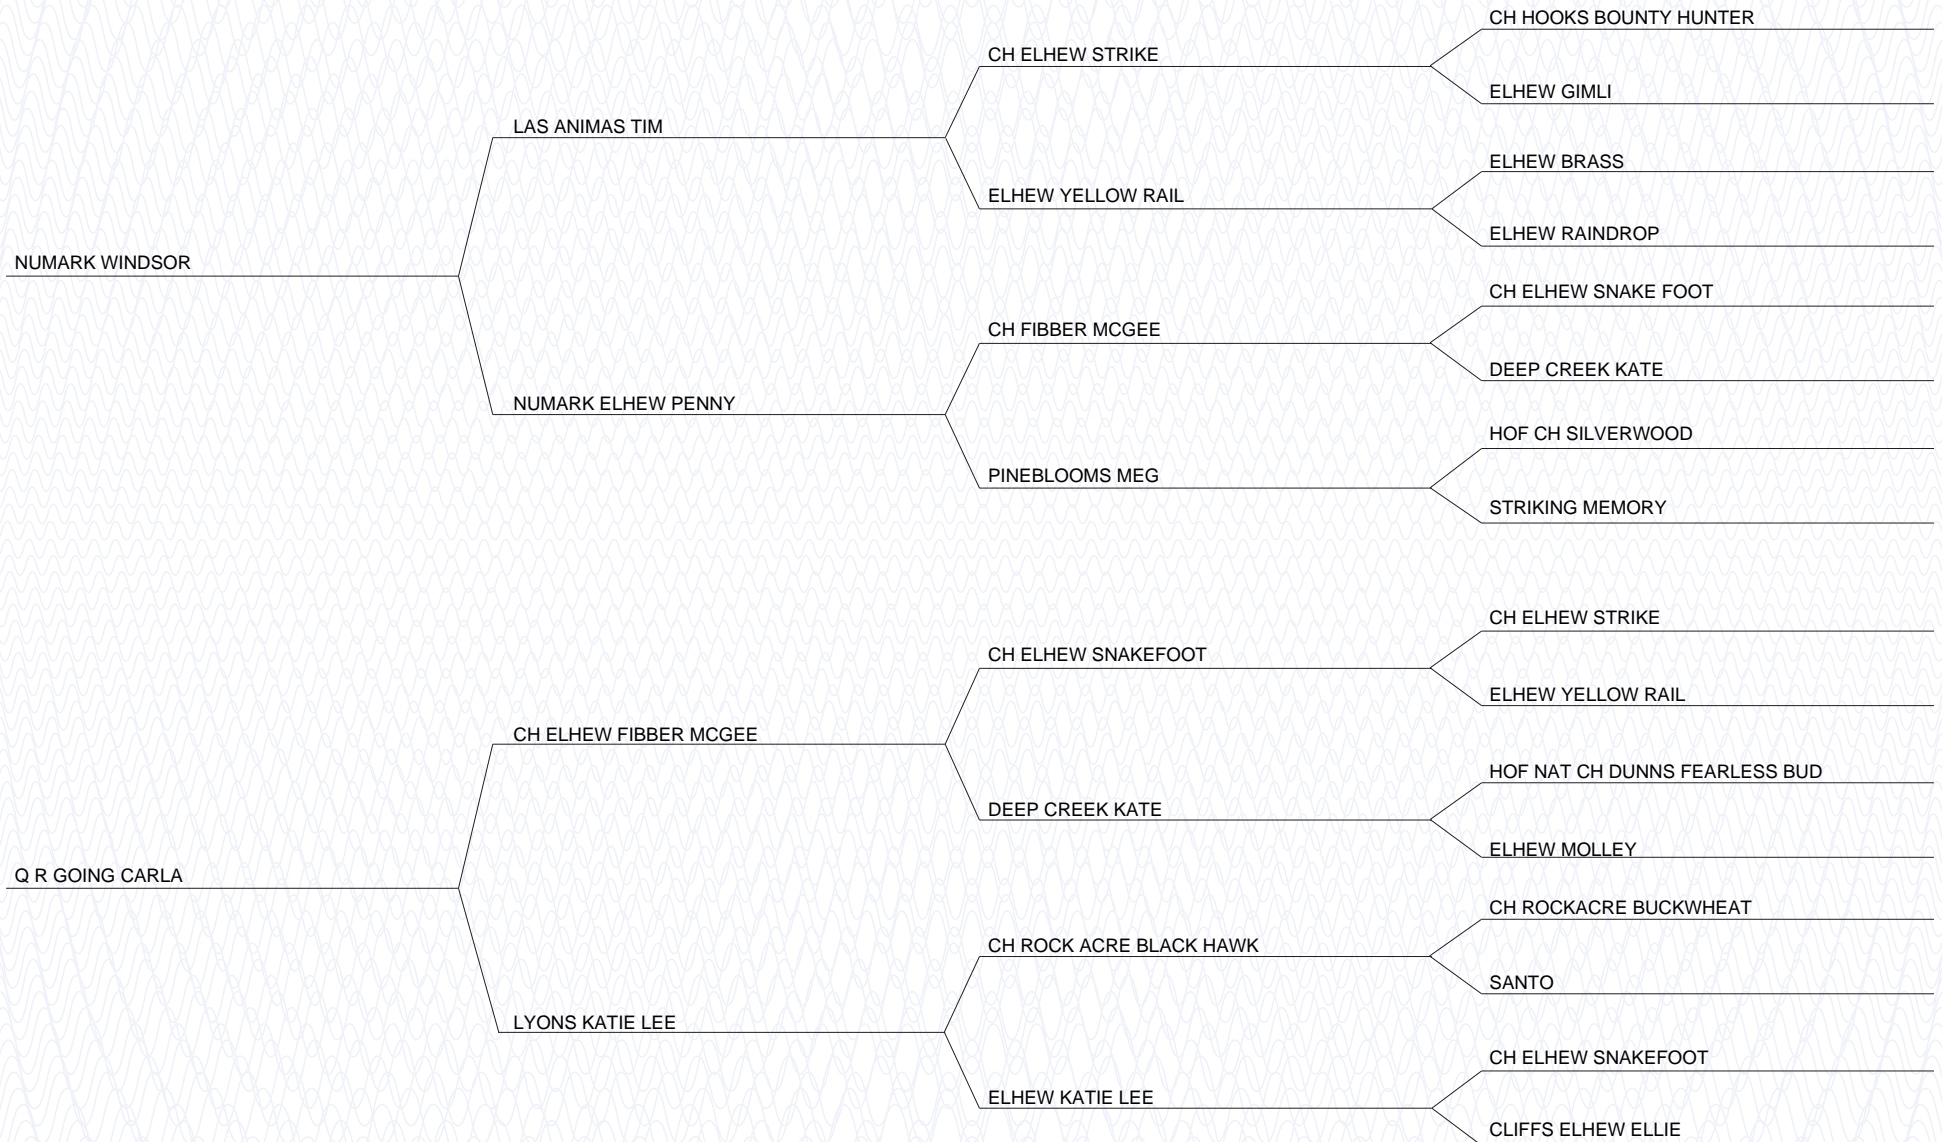 CH HOOKS BOUNTY HUNTER
CH ELHEW STRIKE
ELHEW GIMLI
LAS ANIMAS TIM
ELHEW BRASS
ELHEW YELLOW RAIL
ELHEW RAINDROP
NUMARK WINDSOR
CH ELHEW SNAKE FOOT
CH FIBBER MCGEE
DEEP CREEK KATE
NUMARK ELHEW PENNY
HOF CH SILVERWOOD
PINEBLOOMS MEG
STRIKING MEMORY
CH ELHEW STRIKE
CH ELHEW SNAKEFOOT
ELHEW YELLOW RAIL
CH ELHEW FIBBER MCGEE
HOF NAT CH DUNNS FEARLESS BUD
DEEP CREEK KATE
ELHEW MOLLEY
Q R GOING CARLA
CH ROCKACRE BUCKWHEAT
CH ROCK ACRE BLACK HAWK
SANTO
LYONS KATIE LEE
CH ELHEW SNAKEFOOT
ELHEW KATIE LEE
CLIFFS ELHEW ELLIE